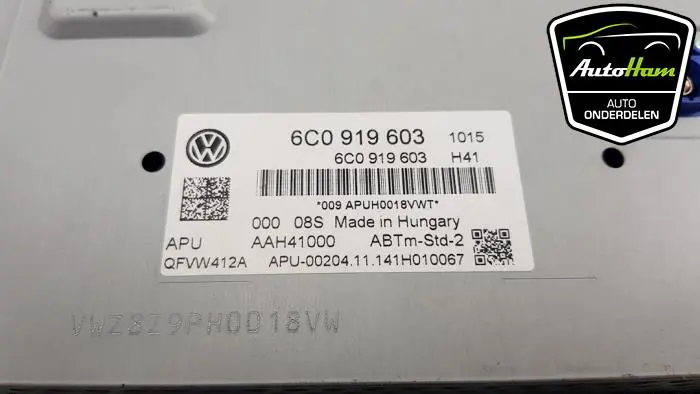 AutoHam
AUTO
ONDERDELEN
6C0 919 603 1015
6C0 919 603 H41
*009 APUH0018VWT*
000 08S Made in Hungary
APU AAH41000 ABTm-Std-2
QFVW412A APU-00204.11.141H010067
VWZ8Z9PH0018VW